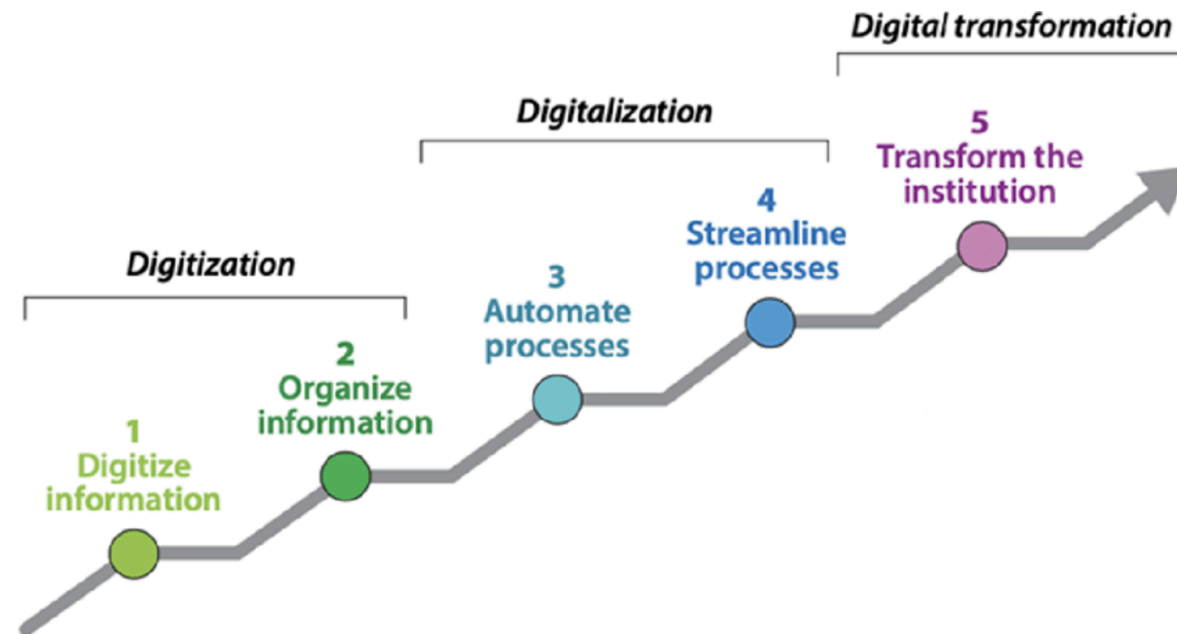 Digital transformation
Digitalization
5
Transform the
institution
4
Streamline
processes
Digitization
3
Automate
processes
2
Organize
information
1
Digitize
information